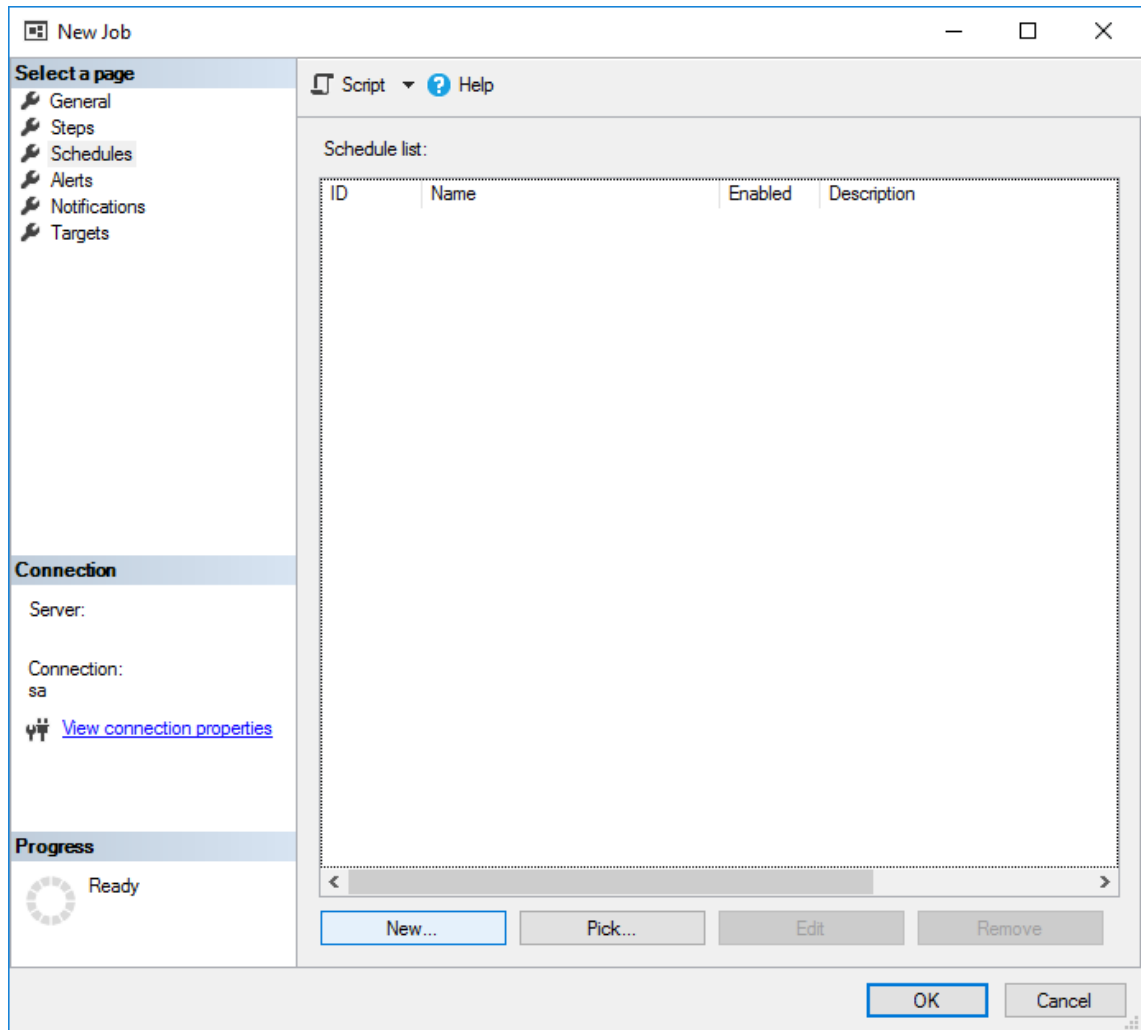 New Job
Select a page
General
Steps
Schedules
Alerts
Notifications
Targets
Script Help
Schedule list:
ID Name Enabled Description
Connection
Server:
Connection:
sa
View connection properties
Progress
Ready
New... Pick... Edit Remove
OK Cancel